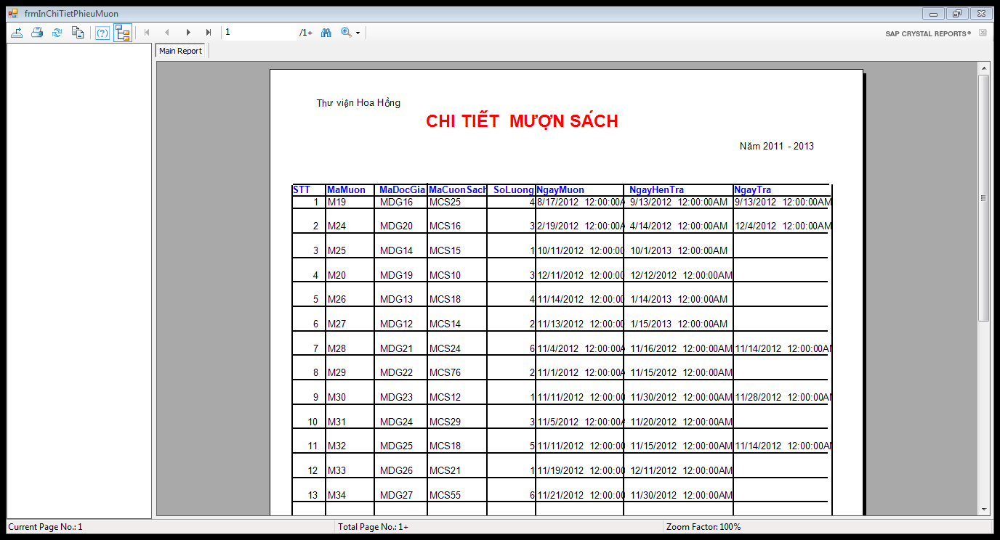 frmInChiTietPhieuMuon
1 /1+ SAP CRYSTAL REPORTS®
Main Report
Thư viện Hoa Hồng
CHI TIẾT MƯỢN SÁCH
Năm 2011 - 2013
STT MaMuon MaDocGia MaCuonSach SoLuong NgayMuon NgayHenTra NgayTra
1 M19 MDG16 MCS25 4 8/17/2012 12:00:00A 9/13/2012 12:00:00AM 9/13/2012 12:00:00AM
2 M24 MDG20 MCS16 3 2/19/2012 12:00:00A 4/14/2012 12:00:00AM 12/4/2012 12:00:00AM
3 M25 MDG14 MCS15 1 10/11/2012 12:00:00 10/1/2013 12:00:00AM
4 M20 MDG19 MCS10 3 12/11/2012 12:00:00 12/12/2012 12:00:00AM
5 M26 MDG13 MCS18 4 11/14/2012 12:00:00 1/14/2013 12:00:00AM
6 M27 MDG12 MCS14 2 11/13/2012 12:00:00 1/15/2013 12:00:00AM
7 M28 MDG21 MCS24 6 11/4/2012 12:00:00A 11/16/2012 12:00:00AM 11/14/2012 12:00:00AM
8 M29 MDG22 MCS76 2 11/1/2012 12:00:00A 11/15/2012 12:00:00AM
9 M30 MDG23 MCS12 1 11/11/2012 12:00:00 11/30/2012 12:00:00AM 11/28/2012 12:00:00AM
10 M31 MDG24 MCS29 3 11/5/2012 12:00:00A 11/20/2012 12:00:00AM
11 M32 MDG25 MCS18 5 11/11/2012 12:00:00 11/15/2012 12:00:00AM 11/14/2012 12:00:00AM
12 M33 MDG26 MCS21 1 11/19/2012 12:00:00 12/11/2012 12:00:00AM
13 M34 MDG27 MCS55 6 11/21/2012 12:00:00 11/30/2012 12:00:00AM
Current Page No.: 1 Total Page No.: 1+ Zoom Factor: 100%